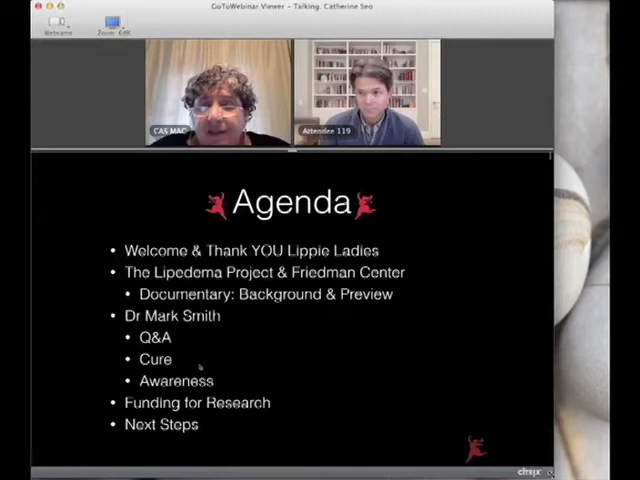 GoToWebinar Viewer - Talking: Catherine Seo
Webcams
Zoom: 64%
CAS MAC
Attendee 119
Agenda
• Welcome & Thank YOU Lippie Ladies
• The Lipedema Project & Friedman Center
• Documentary: Background & Preview
• Dr Mark Smith
• Q&A
• Cure
• Awareness
• Funding for Research
• Next Steps
CITRIX